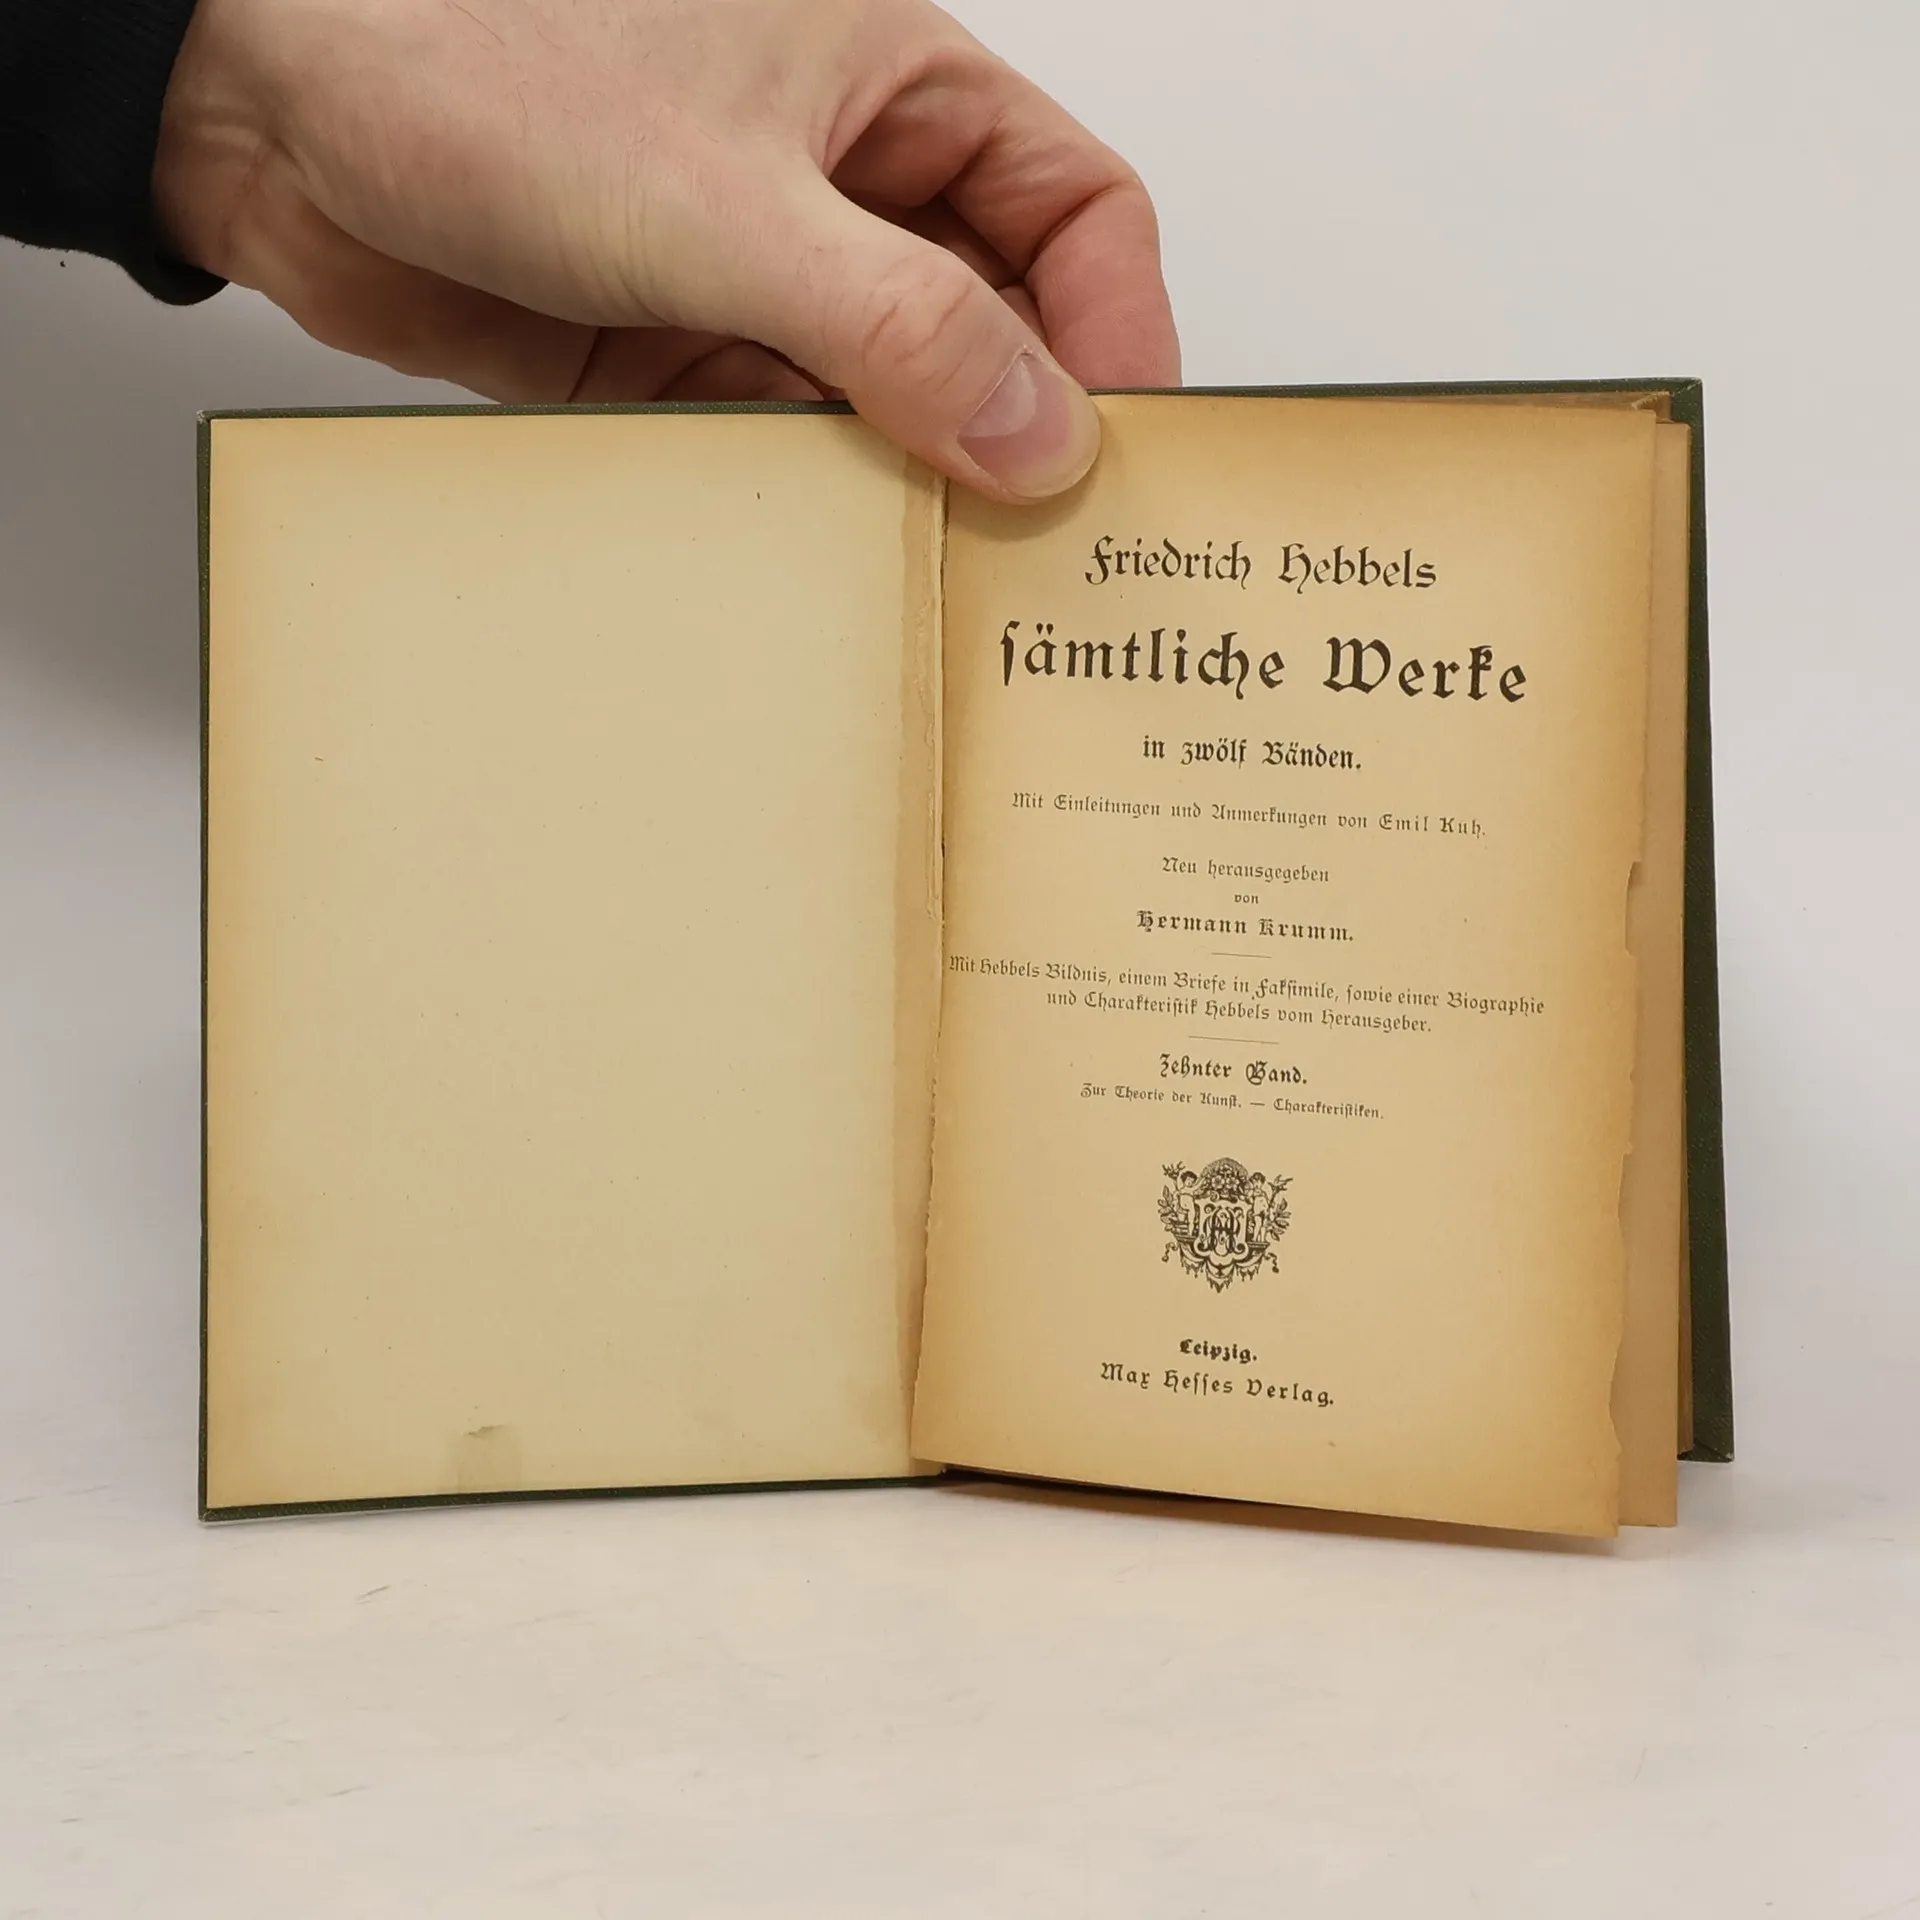 Friedrich Hebbels
sämtliche Werke
in zwölf Bänden.
Mit Einleitungen und Anmerkungen von Emil Kuh.
Neu herausgegeben
von
Hermann Krumm.
Mit Hebbels Bildnis, einem Briefe in Fakſimile, ſowie einer Biographie
und Charakteriſtik Hebbels vom Herausgeber.
Zehnter Band.
Zur Theorie der Kunſt. — Charakteriſtiken.
Leipzig.
Max Heſſes Verlag.